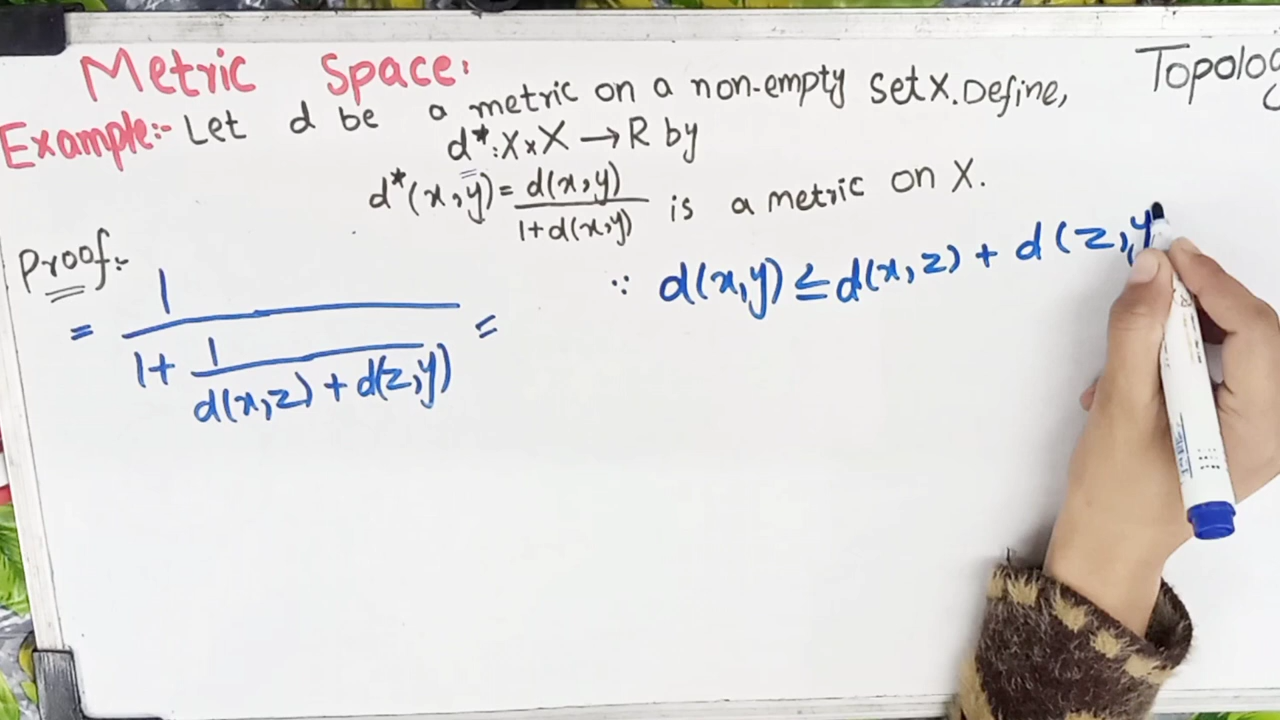 Metric Space:
Topolog
Example:- Let d be a metric on a non-empty set X. Define,
d*: X x X → R by
d*(x,y) = d(x,y) / 1+d(x,y) is a metric on X.
Proof:-
∵ d(x,y) ≤ d(x,z) + d(z,y
= 1 / 1 + 1 / d(x,z) + d(z,y) =